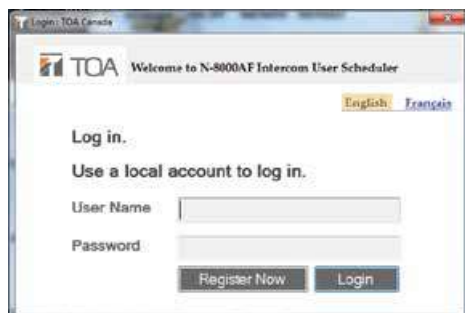 Login : TOA Canada
TOA Welcome to N-8000AF Intercom User Scheduler
English Français
Log in.
Use a local account to log in.
User Name
Password
Register Now Login